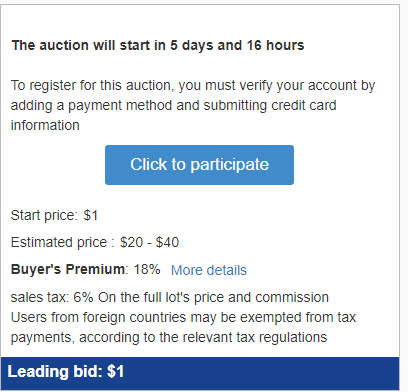 The auction will start in 5 days and 16 hours
To register for this auction, you must verify your account by
adding a payment method and submitting credit card
information
Click to participate
Start price: $1
Estimated price : $20 - $40
Buyer's Premium: 18% More details
sales tax: 6% On the full lot's price and commission
Users from foreign countries may be exempted from tax
payments, according to the relevant tax regulations
Leading bid: $1